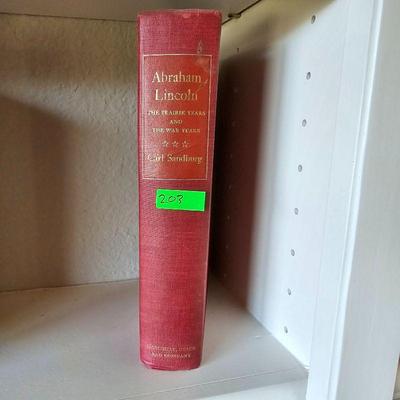 Abraham
Lincoln
THE PRAIRIE YEARS
AND
THE WAR YEARS
☆☆☆
Carl Sandburg
203
HARCOURT, BRACE
AND COMPANY